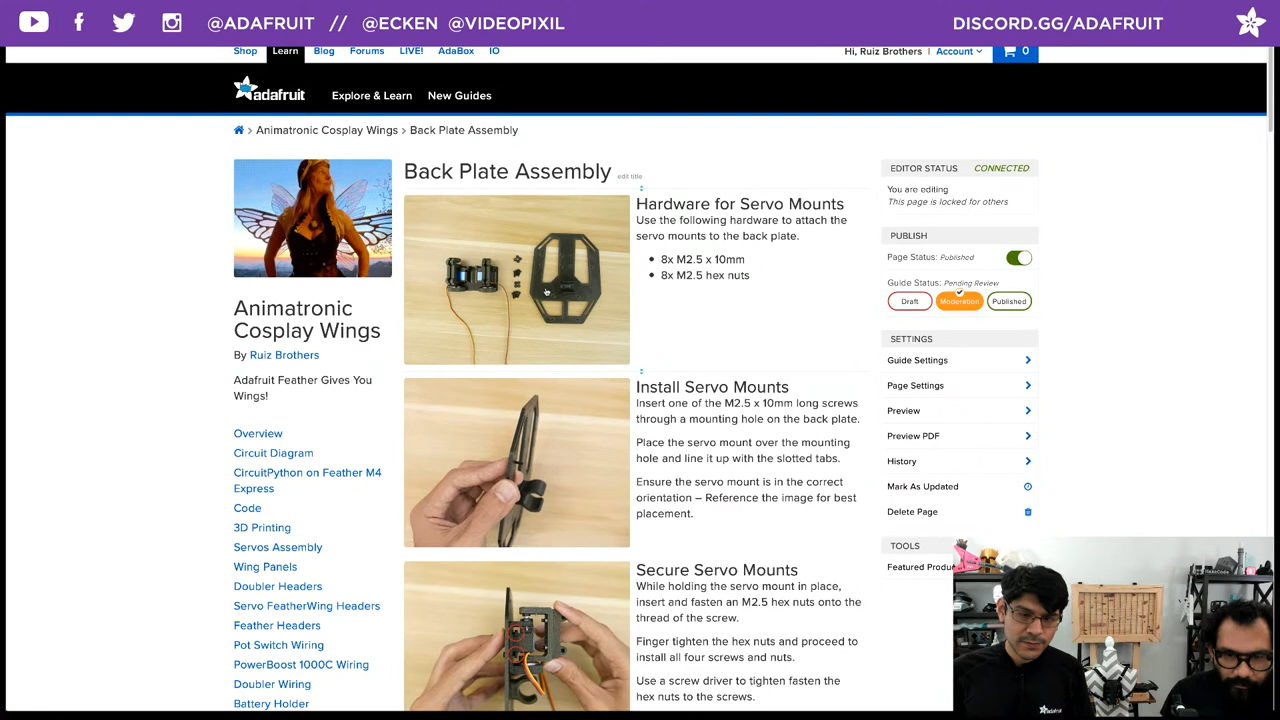 @ADAFRUIT // @ECKEN @VIDEOPIXIL
DISCORD.GG/ADAFRUIT
Shop Learn Blog Forums LIVE! AdaBox IO
Hi, Ruiz Brothers | Account 0
adafruit Explore & Learn New Guides
Animatronic Cosplay Wings > Back Plate Assembly
Animatronic
Cosplay Wings
By Ruiz Brothers
Adafruit Feather Gives You
Wings!
Overview
Circuit Diagram
CircuitPython on Feather M4
Express
Code
3D Printing
Servos Assembly
Wing Panels
Doubler Headers
Servo FeatherWing Headers
Feather Headers
Pot Switch Wiring
PowerBoost 1000C Wiring
Doubler Wiring
Battery Holder
Back Plate Assembly edit title
Hardware for Servo Mounts
Use the following hardware to attach the
servo mounts to the back plate.
8x M2.5 x 10mm
8x M2.5 hex nuts
Install Servo Mounts
Insert one of the M2.5 x 10mm long screws
through a mounting hole on the back plate.
Place the servo mount over the mounting
hole and line it up with the slotted tabs.
Ensure the servo mount is in the correct
orientation – Reference the image for best
placement.
Secure Servo Mounts
While holding the servo mount in place,
insert and fasten an M2.5 hex nuts onto the
thread of the screw.
Finger tighten the hex nuts and proceed to
install all four screws and nuts.
Use a screw driver to tighten fasten the
hex nuts to the screws.
EDITOR STATUS CONNECTED
You are editing
This page is locked for others
PUBLISH
Page Status: Published
Guide Status: Pending Review
Draft Moderation Published
SETTINGS
Guide Settings
Page Settings
Preview
Preview PDF
History
Mark As Updated
Delete Page
TOOLS
Featured Produ
adafruit